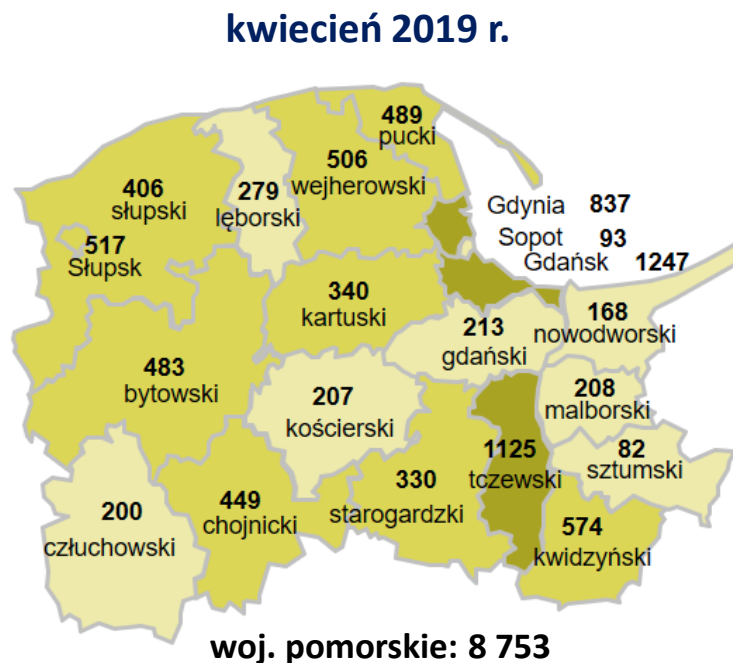 kwiecień 2019 r.
489
pucki
506
wejherowski
406
słupski
279
lęborski
Gdynia 837
Sopot 93
Gdańsk 1247
517
Słupsk
340
kartuski
168
nowodworski
213
gdański
483
bytowski
207
kościerski
208
malborski
1125
tczewski
82
sztumski
200
człuchowski
449
chojnicki
330
starogardzki
574
kwidzyński
woj. pomorskie: 8 753